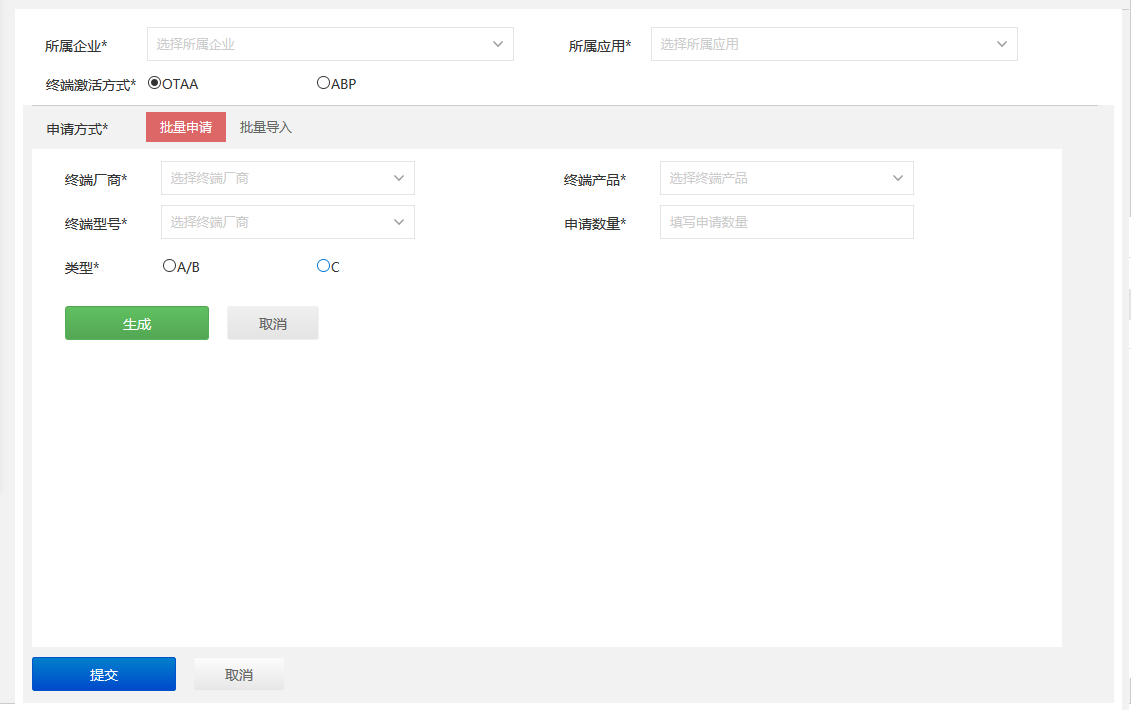 所属企业* 选择所属企业 所属应用* 选择所属应用
终端激活方式* OTAA ABP
申请方式* 批量申请 批量导入
终端厂商* 选择终端厂商 终端产品* 选择终端产品
终端型号* 选择终端厂商 申请数量* 填写申请数量
类型* A/B C
生成 取消
提交 取消